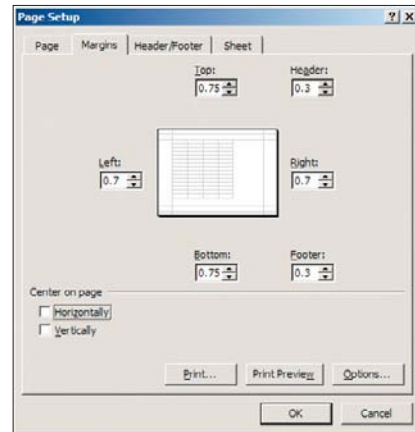 Page Setup
Page Margins Header/Footer Sheet
Top: Header:
0.75 0.3
Left: Right:
0.7 0.7
Bottom: Footer:
0.75 0.3
Center on page
Horizontally
Vertically
Print... Print Preview Options...
OK Cancel